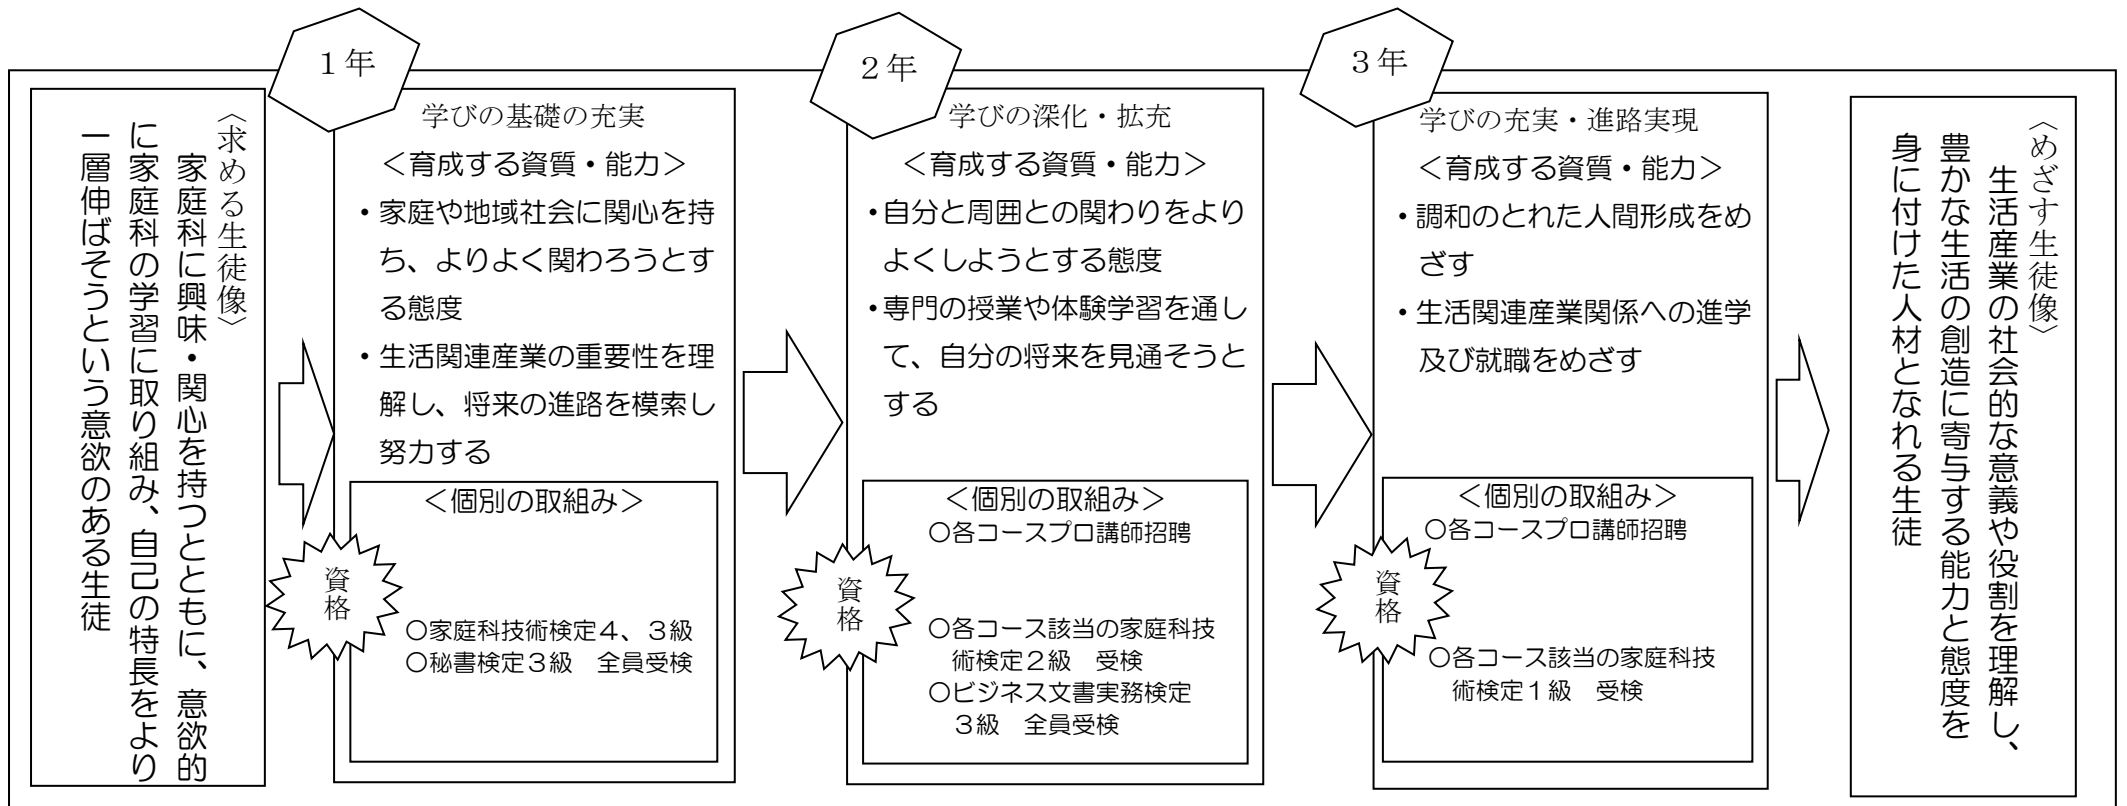 〈求める生徒像〉
家庭科に興味・関心を持つとともに、意欲的
に家庭科の学習に取り組み、自己の特長をより
一層伸ばそうという意欲のある生徒
１年
学びの基礎の充実
＜育成する資質・能力＞
・家庭や地域社会に関心を持
ち、よりよく関わろうとす
る態度
・生活関連産業の重要性を理
解し、将来の進路を模索し
努力する
＜個別の取組み＞
資格
○家庭科技術検定４、３級
○秘書検定３級　全員受検
２年
学びの深化・拡充
＜育成する資質・能力＞
・自分と周囲との関わりをより
よくしようとする態度
・専門の授業や体験学習を通し
て、自分の将来を見通そうと
する
＜個別の取組み＞
○各コースプロ講師招聘
資格
○各コース該当の家庭科技
術検定２級　受検
○ビジネス文書実務検定
３級　全員受検
３年
学びの充実・進路実現
＜育成する資質・能力＞
・調和のとれた人間形成をめ
ざす
・生活関連産業関係への進学
及び就職をめざす
＜個別の取組み＞
○各コースプロ講師招聘
資格
○各コース該当の家庭科技
術検定１級　受検
〈めざす生徒像〉
生活産業の社会的な意義や役割を理解し、
豊かな生活の創造に寄与する能力と態度を
身に付けた人材となれる生徒